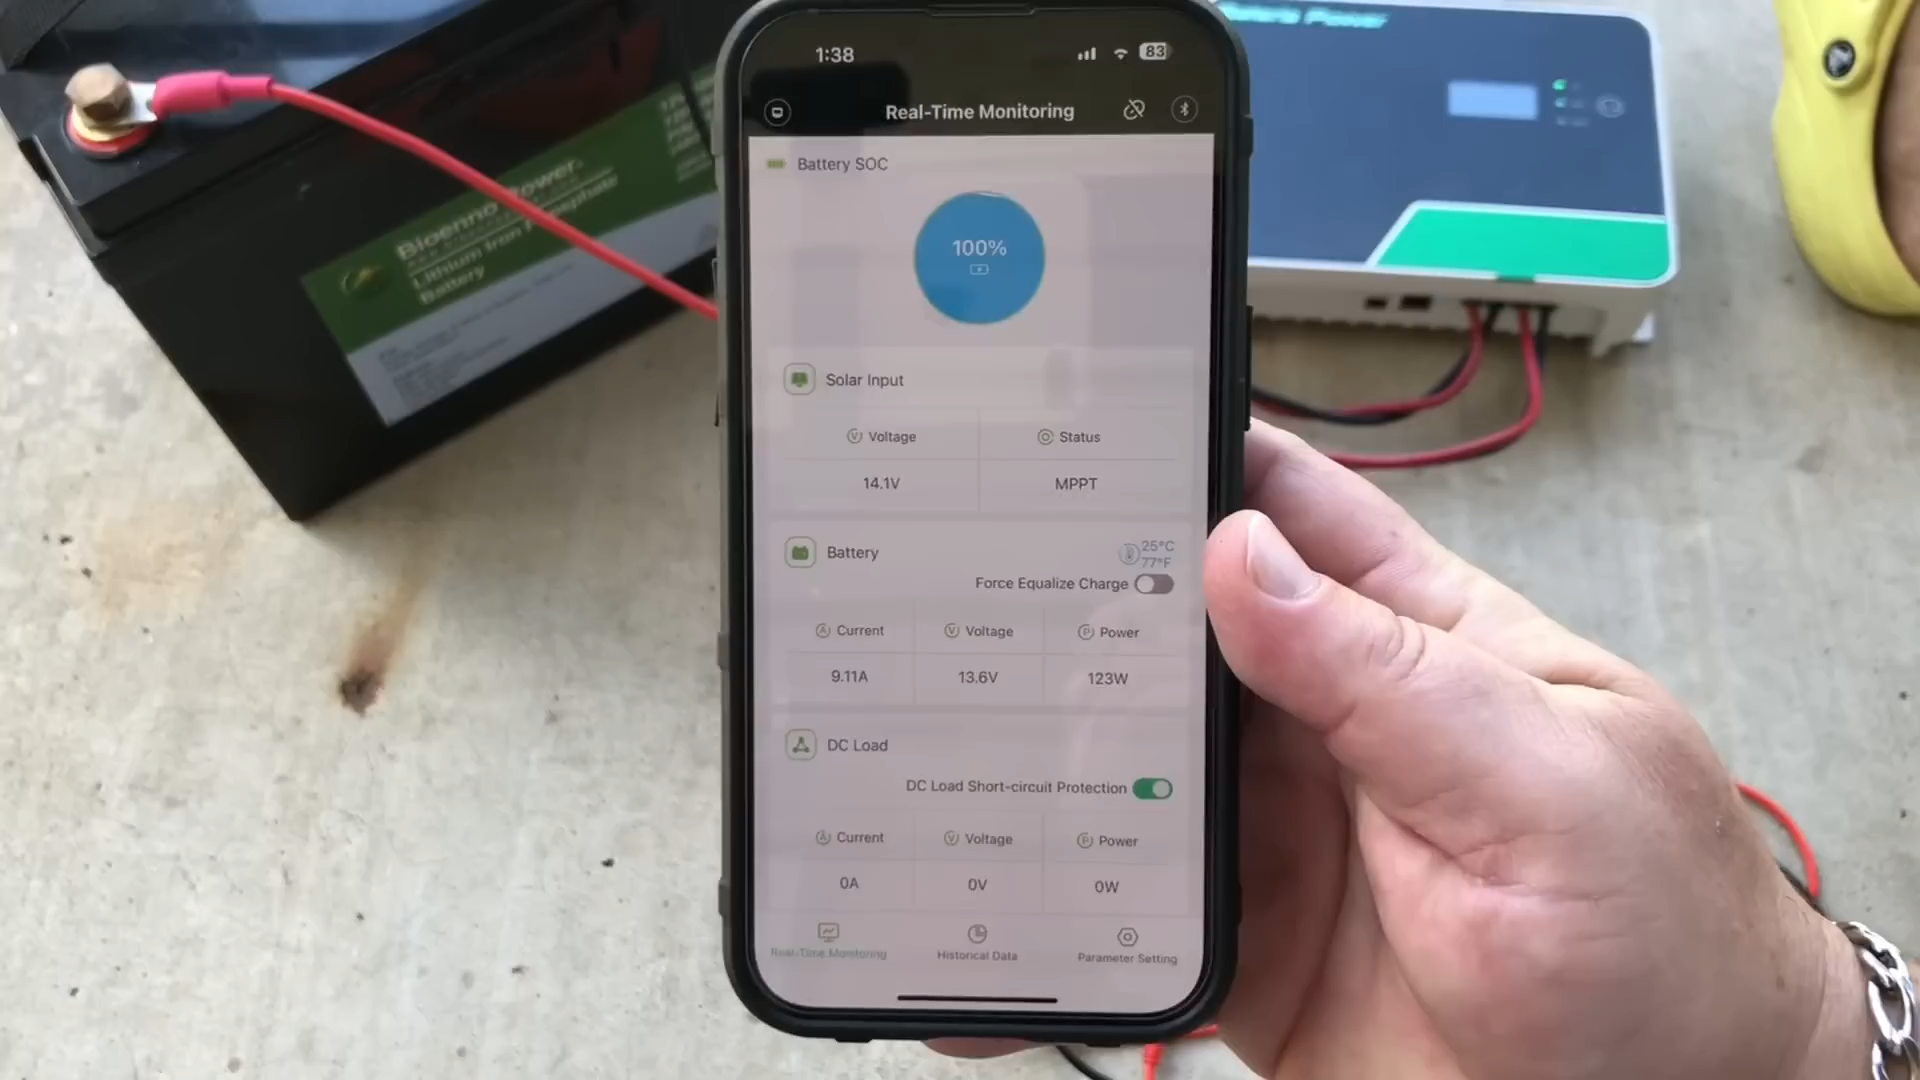 1:38
83
Real-Time Monitoring
Battery SOC
100%
Solar Input
Voltage
Status
14.1V
MPPT
Battery
25°C
77°F
Force Equalize Charge
Current
Voltage
Power
9.11A
13.6V
123W
DC Load
DC Load Short-circuit Protection
Current
Voltage
Power
0A
0V
0W
Real-Time Monitoring
Historical Data
Parameter Setting
Bioenno Power
Lithium Iron Phosphate
Battery
Power